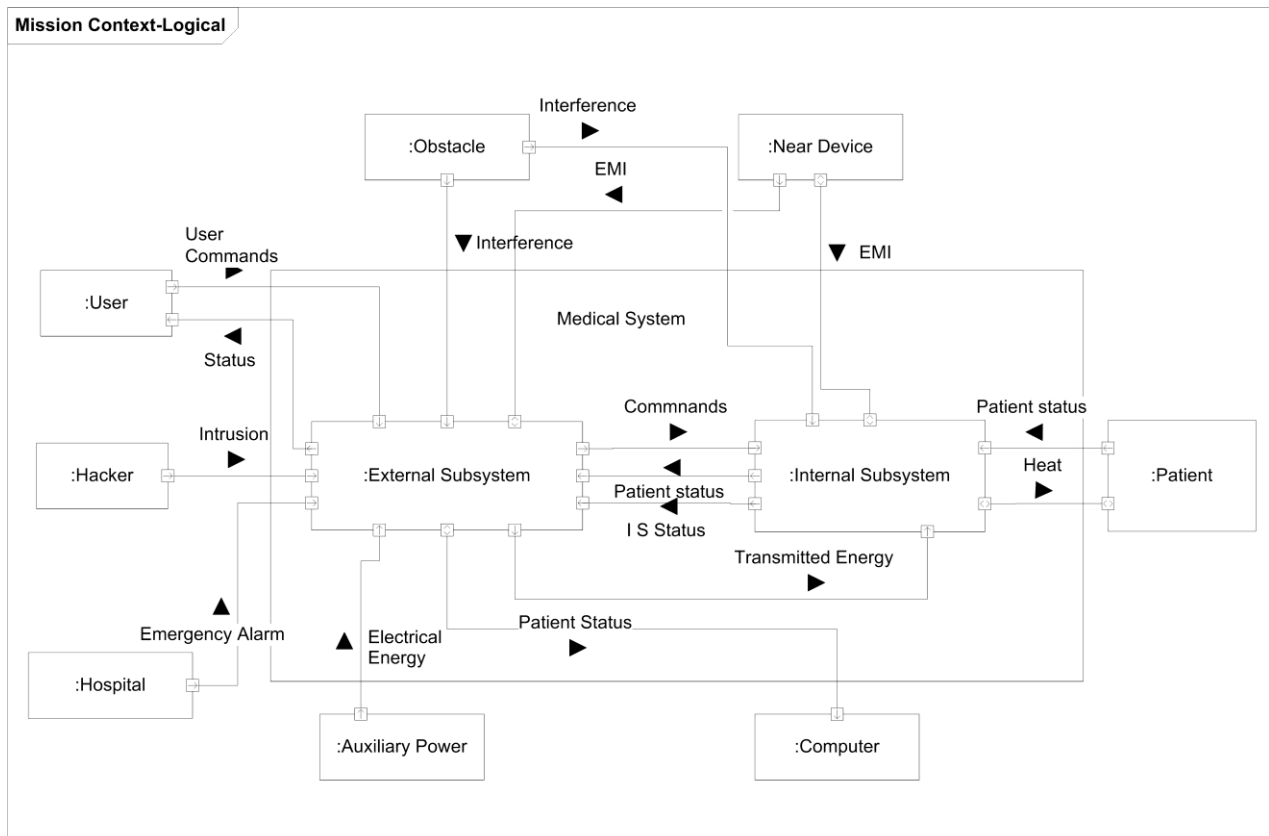 Mission Context-Logical
Interference
:Obstacle
:Near Device
EMI
User
Commands
Interference
EMI
:User
Medical System
Status
Commnands
Patient status
Intrusion
Heat
:Hacker
:External Subsystem
:Internal Subsystem
:Patient
Patient status
I S Status
Transmitted Energy
Emergency Alarm
Electrical
Energy
Patient Status
:Hospital
:Auxiliary Power
:Computer